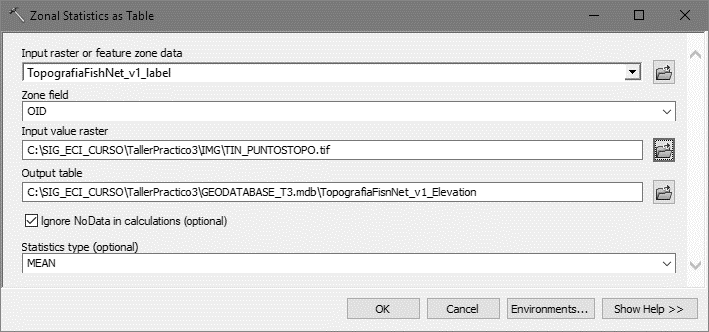 Zonal Statistics as Table
Input raster or feature zone data
TopografiaFishNet_v1_label
Zone field
OID
Input value raster
C:\SIG_ECI_CURSO\TallerPractico3\IMG\TIN_PUNTOSTOPO.tif
Output table
C:\SIG_ECI_CURSO\TallerPractico3\GEODATABASE_T3.mdb\TopografiaFisnNet_v1_Elevation
Ignore NoData in calculations (optional)
Statistics type (optional)
MEAN
OK Cancel Environments... Show Help >>